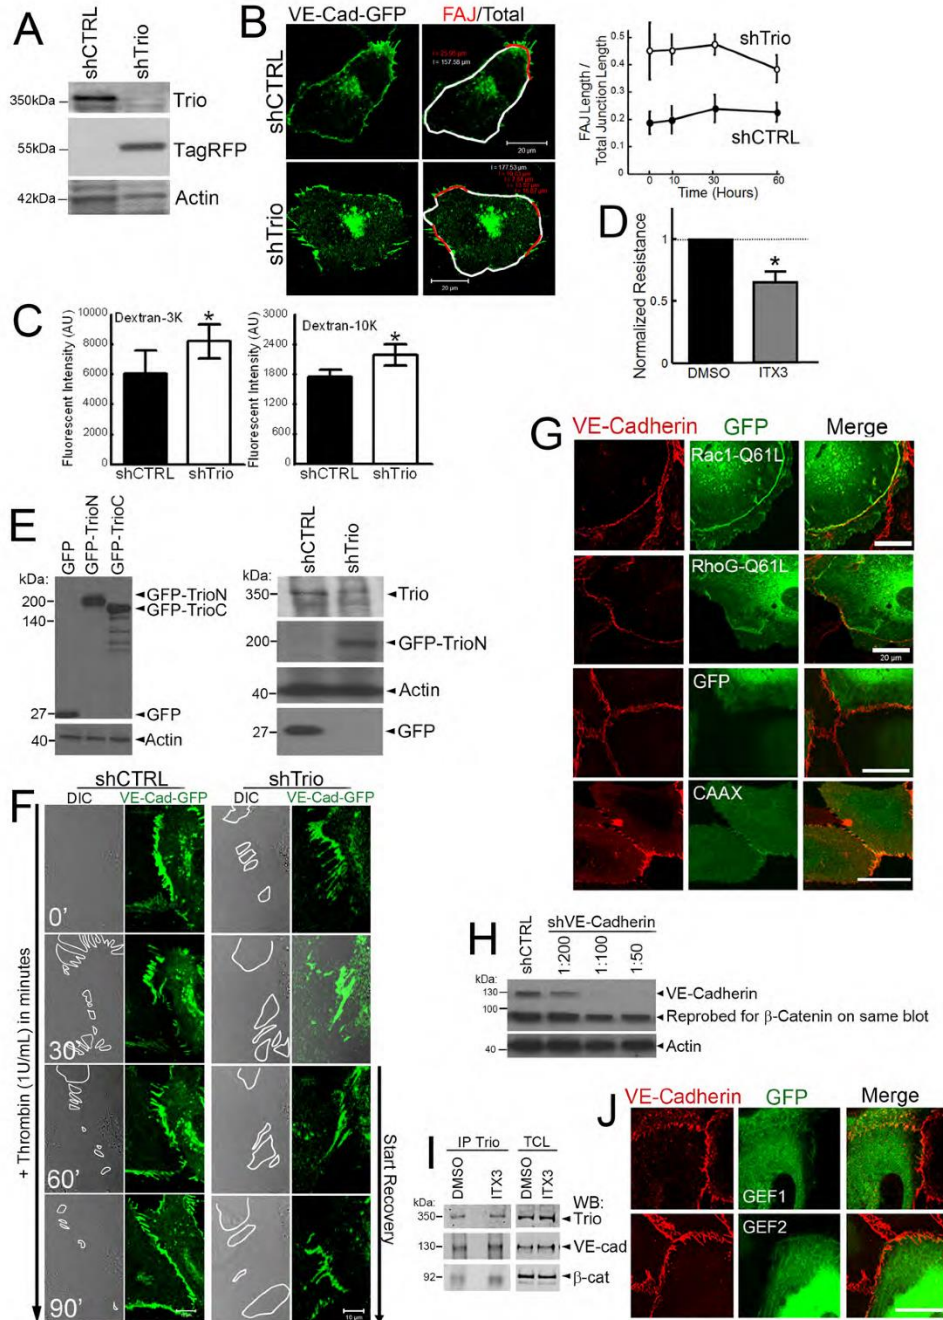 A
shCTRL
shTrio
350kDa
Trio
55kDa
TagRFP
42kDa
Actin
B
VE-Cad-GFP
FAJ/Total
shCTRL
l = 157.58 µm
20 µm
shTrio
l = 177.53 µm
20 µm
FAJ Length /
Total Junction Length
0.5
0.4
0.3
0.2
0.1
0
shTrio
shCTRL
0 10 30 60
Time (Hours)
C
Fluorescent Intensity (AU)
10000
8000
6000
4000
2000
0
Dextran-3K
*
shCTRL
shTrio
Fluorescent Intensity (AU)
3000
2400
1800
1200
600
0
Dextran-10K
*
shCTRL
shTrio
D
Normalized Resistance
1
0.5
0
*
DMSO
ITX3
E
GFP
GFP-TrioN
GFP-TrioC
kDa:
200
140
27
40
GFP-TrioN
GFP-TrioC
GFP
Actin
shCTRL
shTrio
kDa:
350
Trio
200
GFP-TrioN
40
Actin
27
GFP
F
shCTRL
shTrio
DIC
VE-Cad-GFP
DIC
VE-Cad-GFP
+ Thrombin (1U/mL) in minutes
0'
30'
60'
90'
Start Recovery
10 µm
G
VE-Cadherin
GFP
Merge
Rac1-Q61L
RhoG-Q61L
20 µm
GFP
CAAX
H
shCTRL
shVE-Cadherin
1:200
1:100
1:50
kDa:
130
100
40
VE-Cadherin
Reprobed for β-Catenin on same blot
Actin
I
IP Trio
TCL
DMSO
ITX3
DMSO
ITX3
kDa:
WB:
350
Trio
130
VE-cad
92
β-cat
J
VE-Cadherin
GFP
Merge
GEF1
GEF2